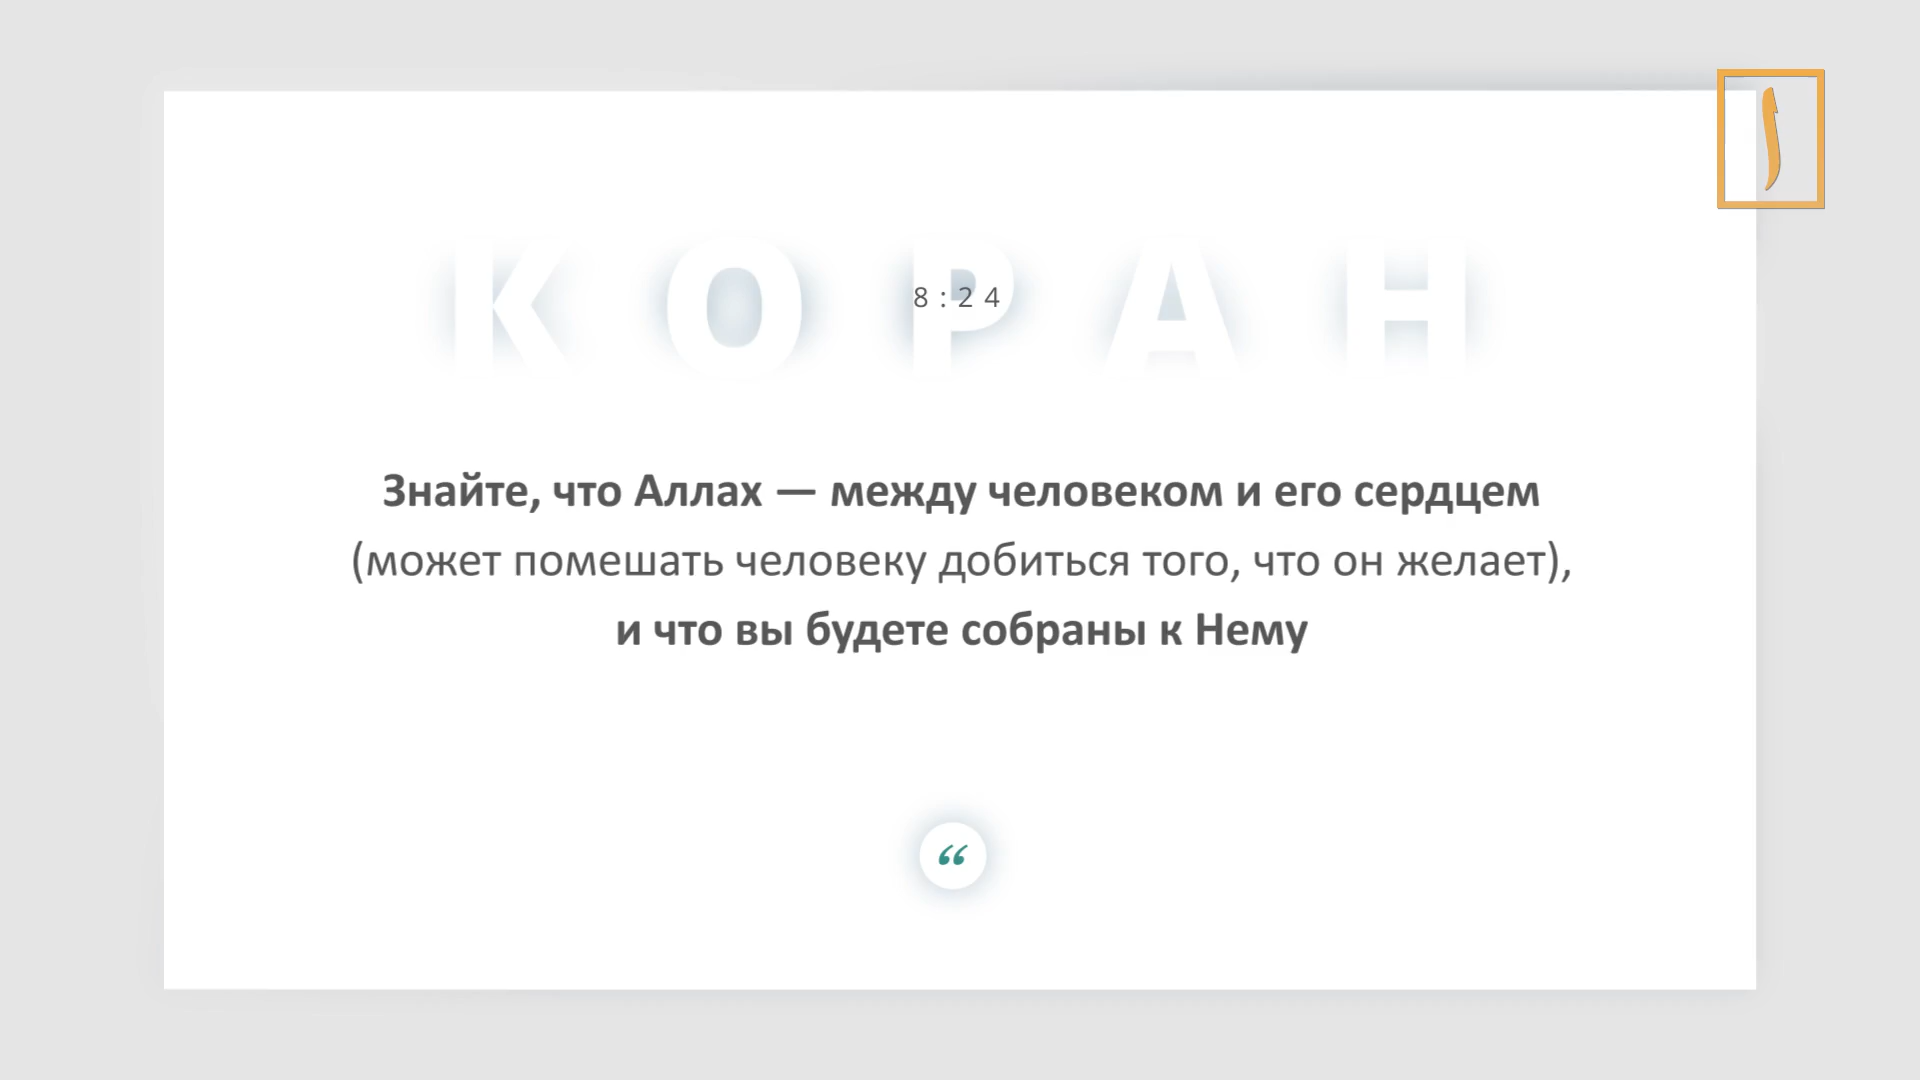 КОРАН
8:24
Знайте, что Аллах — между человеком и его сердцем
(может помешать человеку добиться того, что он желает),
и что вы будете собраны к Нему
“